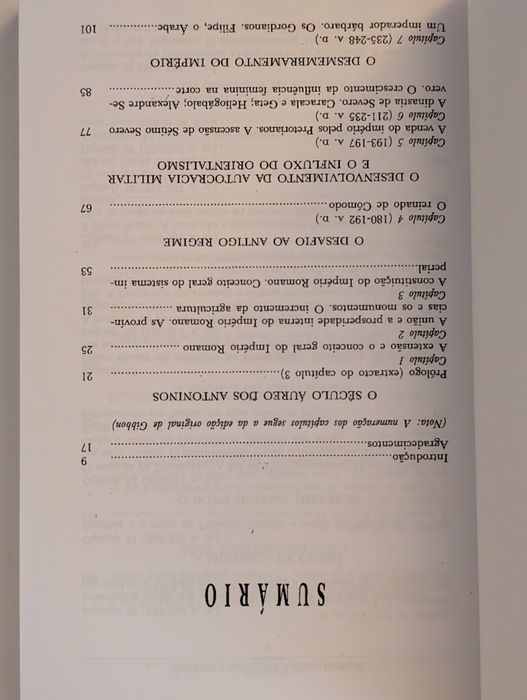 SUMÁRIO
Introdução 9
Agradecimentos 17
(Nota: A numeração dos capítulos segue a da edição original de Gibbon)
O SÉCULO ÁUREO DOS ANTONINOS
Prólogo (extracto do capítulo 3) 21
Capítulo 1
A extensão e o conceito geral do Império Romano 25
Capítulo 2
A união e a prosperidade interna do Império Romano. As provín-
cias e os monumentos. O incremento da agricultura 31
Capítulo 3
A constituição do Império Romano. Conceito geral do sistema im-
perial 53
O DESAFIO AO ANTIGO REGIME
Capítulo 4 (180-192 A. D.)
O reinado de Cómodo 67
O DESENVOLVIMENTO DA AUTOCRACIA MILITAR
E O INFLUXO DO ORIENTALISMO
Capítulo 5 (193-197 A. D.)
A venda do império pelos Pretorianos. A ascensão de Sétimo Severo 77
Capítulo 6 (211-235 A. D.)
A dinastia de Severo. Caracala e Geta; Heliogábalo; Alexandre Se-
vero. O crescimento da influência feminina na corte 85
O DESMEMBRAMENTO DO IMPÉRIO
Capítulo 7 (235-248 A. D.)
Um imperador bárbaro. Os Gordianos. Filipe, o Árabe 101